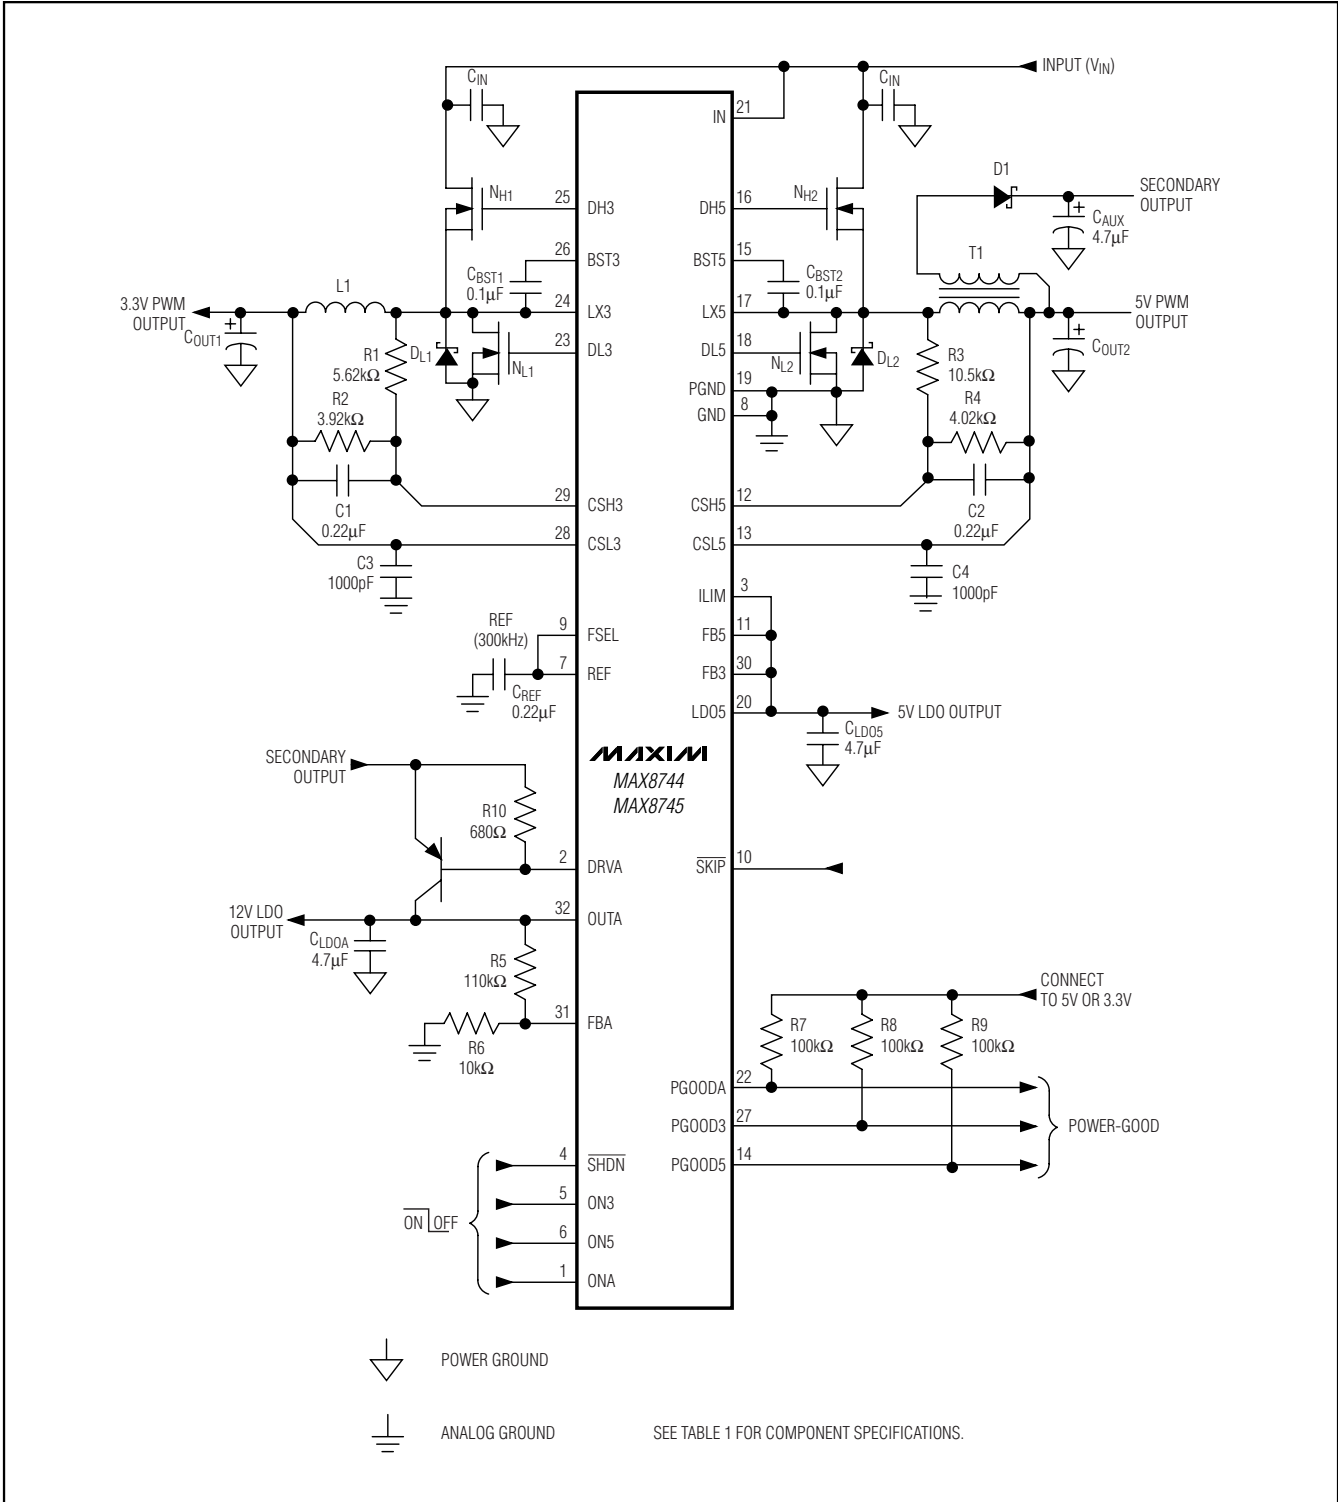 INPUT (VIN)
CIN
CIN
IN
21
D1
SECONDARY
OUTPUT
NH1
25
DH3
DH5
16
NH2
CAUX
4.7µF
+
26
BST3
BST5
15
T1
CBST1
0.1µF
CBST2
0.1µF
L1
3.3V PWM
OUTPUT
24
LX3
LX5
17
5V PWM
OUTPUT
+
COUT1
DL1
NL1
23
DL3
DL5
18
NL2
DL2
+
COUT2
R1
5.62kΩ
R3
10.5kΩ
PGND
19
R2
3.92kΩ
GND
8
R4
4.02kΩ
C1
0.22µF
29
CSH3
CSH5
12
C2
0.22µF
28
CSL3
CSL5
13
C3
1000pF
C4
1000pF
ILIM
3
REF
(300kHz)
9
FSEL
FB5
11
7
REF
FB3
30
CREF
0.22µF
LDO5
20
5V LDO OUTPUT
CLDO5
4.7µF
MAXIM
MAX8744
MAX8745
SECONDARY
OUTPUT
R10
680Ω
2
DRVA
SKIP
10
12V LDO
OUTPUT
32
OUTA
CLDOA
4.7µF
R5
110kΩ
31
FBA
R6
10kΩ
CONNECT
TO 5V OR 3.3V
R7
100kΩ
R8
100kΩ
R9
100kΩ
PGOODA
22
PGOOD3
27
POWER-GOOD
PGOOD5
14
4
SHDN
5
ON3
ON OFF
6
ON5
1
ONA
POWER GROUND
ANALOG GROUND
SEE TABLE 1 FOR COMPONENT SPECIFICATIONS.